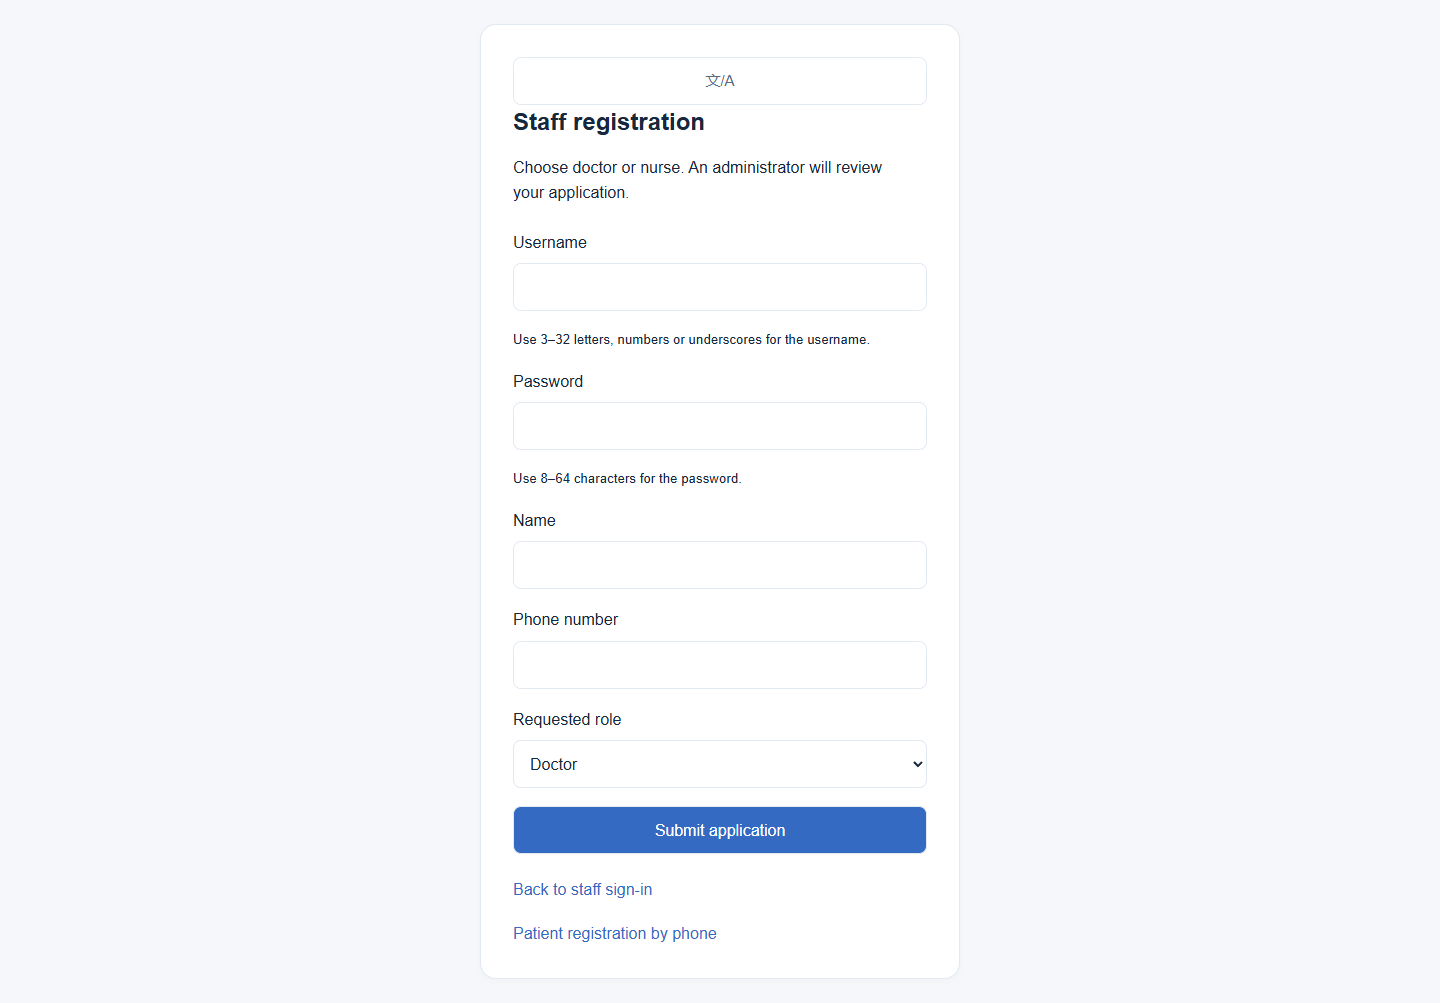 文/A
Staff registration
Choose doctor or nurse. An administrator will review
your application.
Username
Use 3–32 letters, numbers or underscores for the username.
Password
Use 8–64 characters for the password.
Name
Phone number
Requested role
Doctor
Submit application
Back to staff sign-in
Patient registration by phone